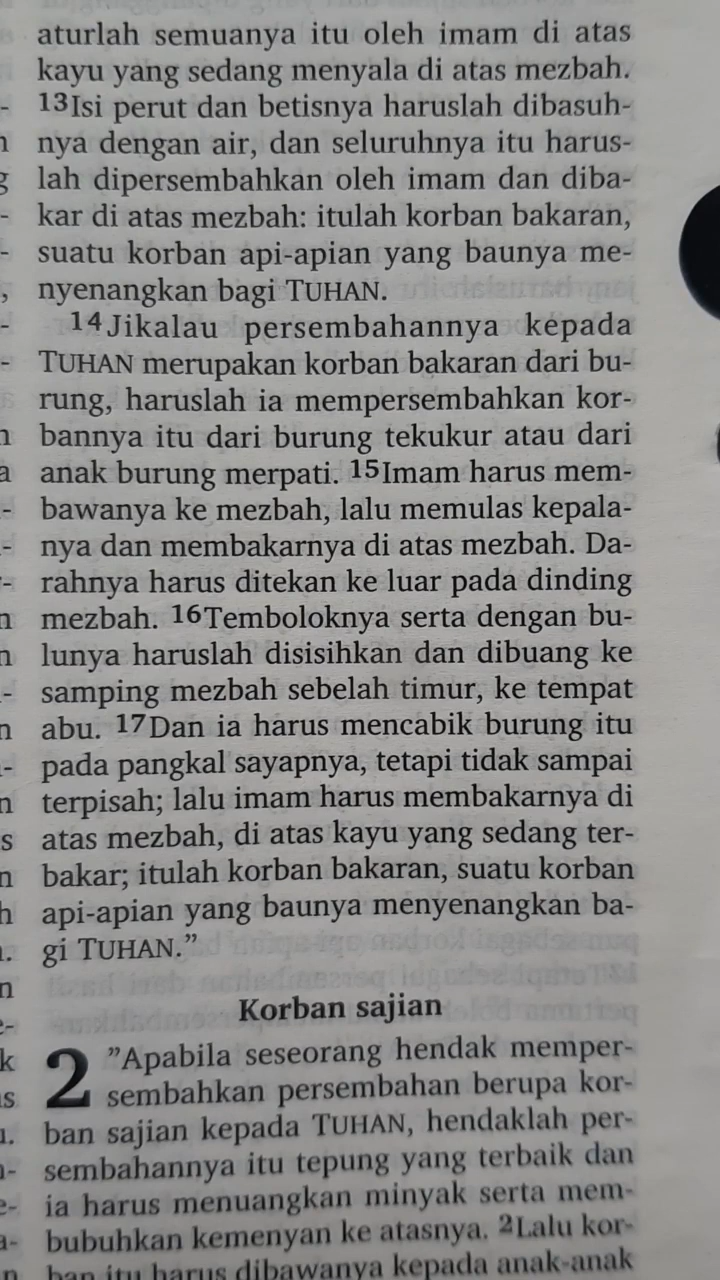 aturlah semuanya itu oleh imam di atas
kayu yang sedang menyala di atas mezbah.
13Isi perut dan betisnya haruslah dibasuh-
nya dengan air, dan seluruhnya itu harus-
lah dipersembahkan oleh imam dan diba-
kar di atas mezbah: itulah korban bakaran,
suatu korban api-apian yang baunya me-
nyenangkan bagi TUHAN.
14Jikalau persembahannya kepada
TUHAN merupakan korban bakaran dari bu-
rung, haruslah ia mempersembahkan kor-
bannya itu dari burung tekukur atau dari
anak burung merpati. 15Imam harus mem-
bawanya ke mezbah, lalu memulas kepala-
nya dan membakarnya di atas mezbah. Da-
rahnya harus ditekan ke luar pada dinding
mezbah. 16Temboloknya serta dengan bu-
lunya haruslah disisihkan dan dibuang ke
samping mezbah sebelah timur, ke tempat
abu. 17Dan ia harus mencabik burung itu
pada pangkal sayapnya, tetapi tidak sampai
terpisah; lalu imam harus membakarnya di
atas mezbah, di atas kayu yang sedang ter-
bakar; itulah korban bakaran, suatu korban
api-apian yang baunya menyenangkan ba-
gi TUHAN.”
Korban sajian
2 ”Apabila seseorang hendak memper-
sembahkan persembahan berupa kor-
ban sajian kepada TUHAN, hendaklah per-
sembahannya itu tepung yang terbaik dan
ia harus menuangkan minyak serta mem-
bubuhkan kemenyan ke atasnya. 2Lalu kor-
ban itu harus dibawanya kepada anak-anak